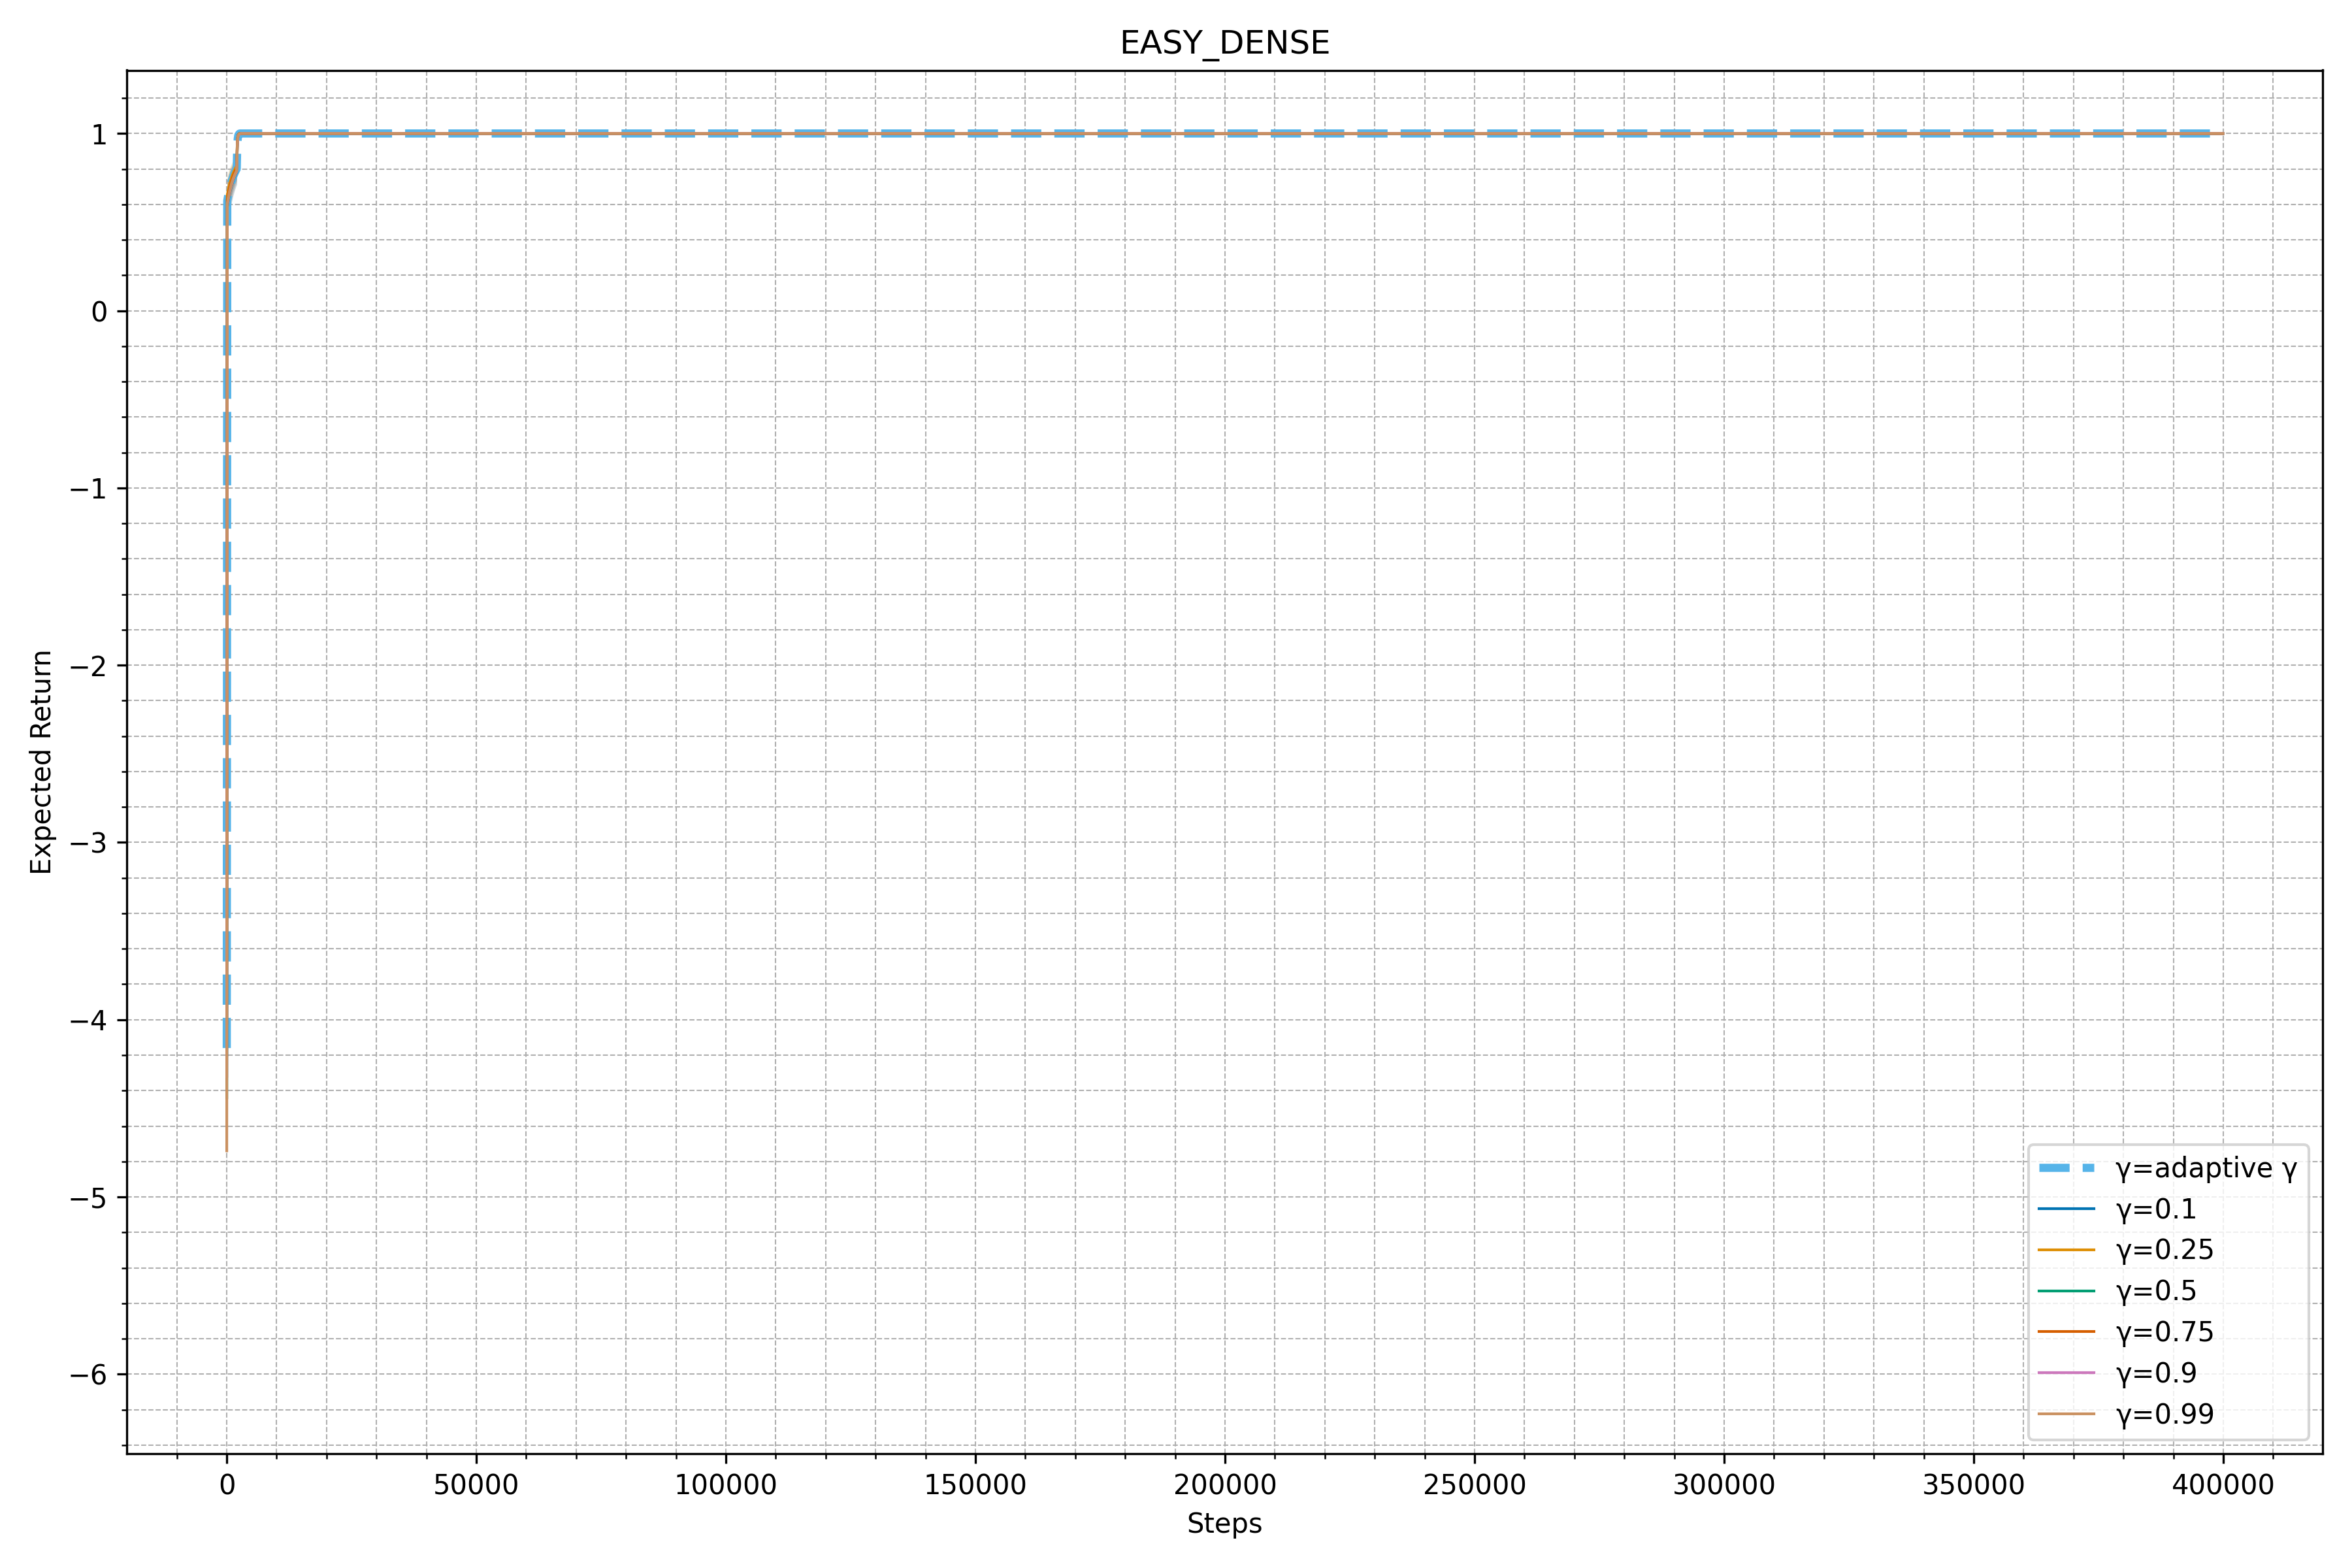 EASY_DENSE
Expected Return
1
0
−1
−2
−3
−4
−5
−6
γ=adaptive γ
γ=0.1
γ=0.25
γ=0.5
γ=0.75
γ=0.9
γ=0.99
0 50000 100000 150000 200000 250000 300000 350000 400000
Steps